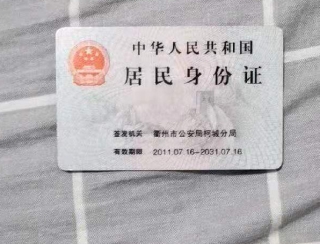 中华人民共和国
居民身份证
签发机关 衢州市公安局柯城分局
有效期限 2011.07.16-2031.07.16